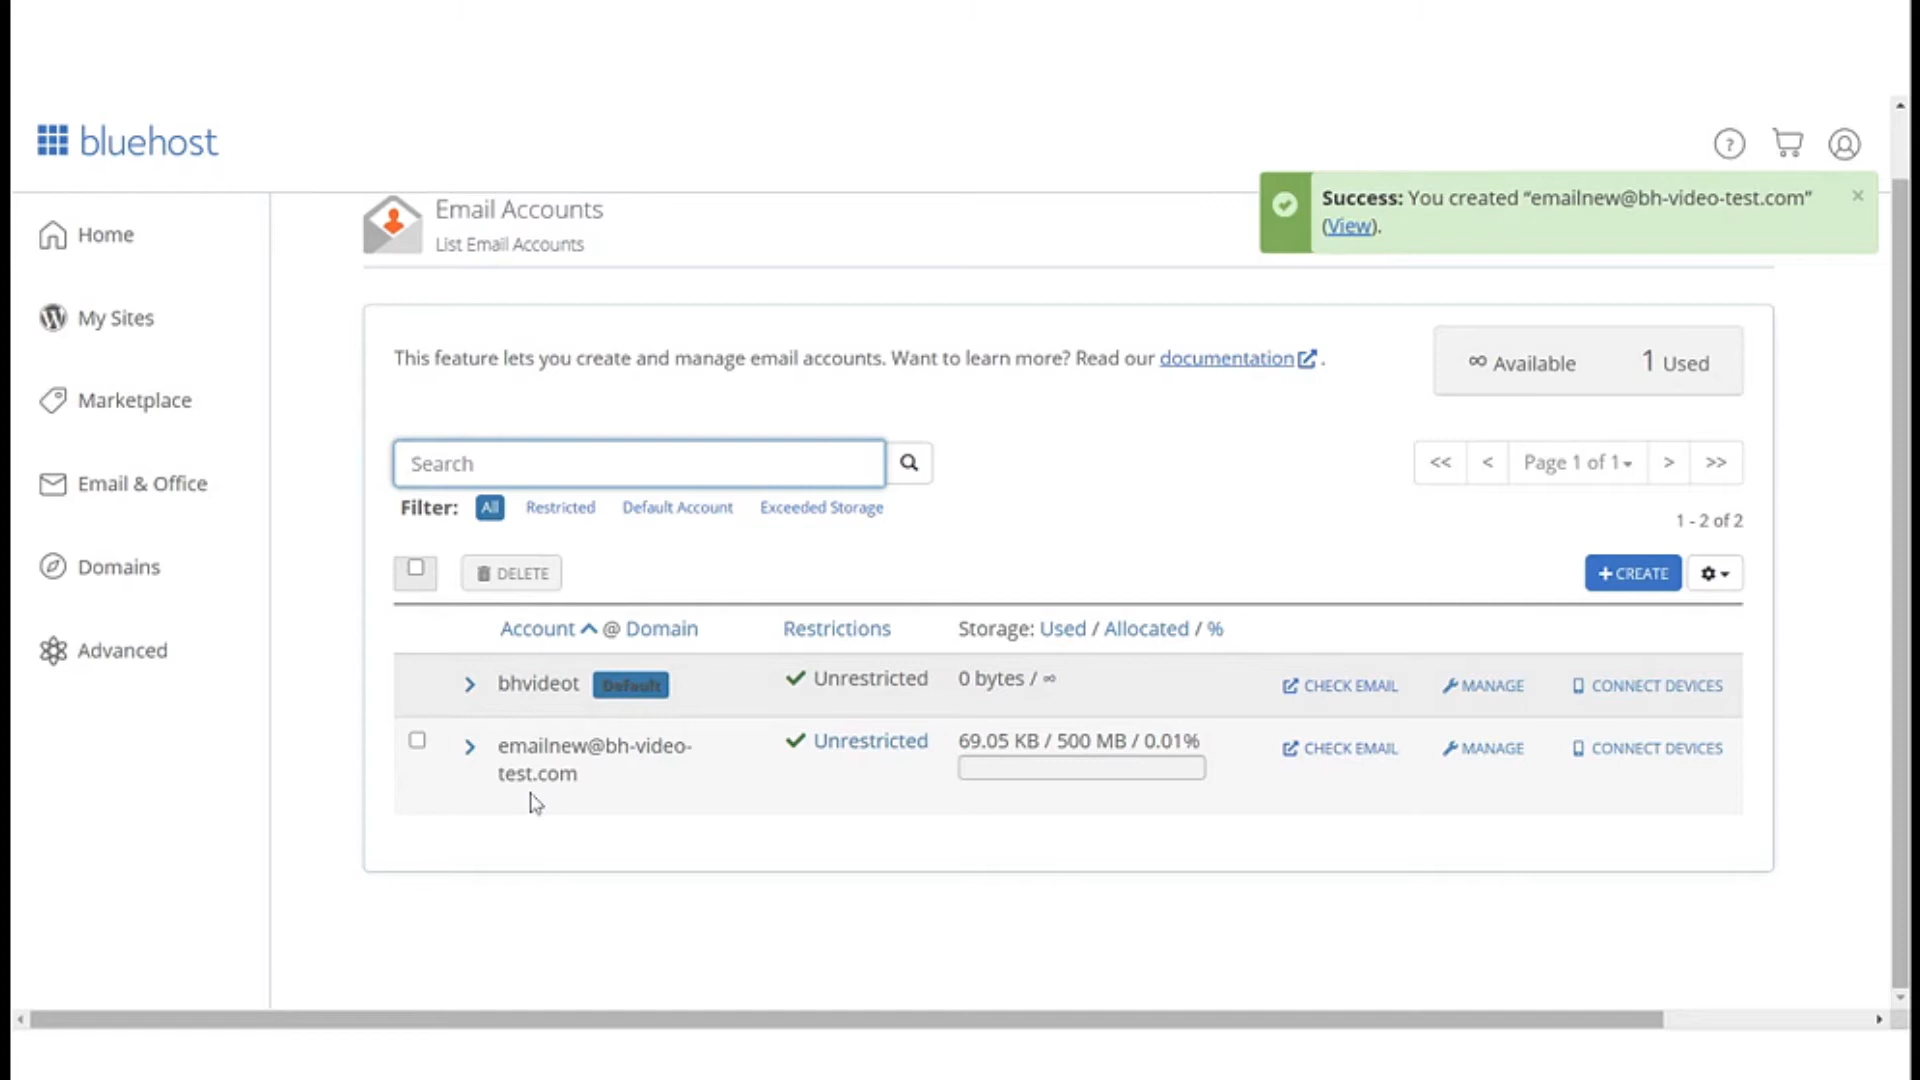 bluehost
?
Success: You created “emailnew@bh-video-test.com”
(View).
×
Home
My Sites
Marketplace
Email & Office
Domains
Advanced
Email Accounts
List Email Accounts
This feature lets you create and manage email accounts. Want to learn more? Read our documentation.
∞ Available 1 Used
Search
<< < Page 1 of 1 > >>
Filter: All Restricted Default Account Exceeded Storage
1 - 2 of 2
DELETE
+ CREATE
Account @ Domain Restrictions Storage: Used / Allocated / %
bhvideot Default Unrestricted 0 bytes / ∞ CHECK EMAIL MANAGE CONNECT DEVICES
emailnew@bh-video- Unrestricted 69.05 KB / 500 MB / 0.01% CHECK EMAIL MANAGE CONNECT DEVICES
test.com